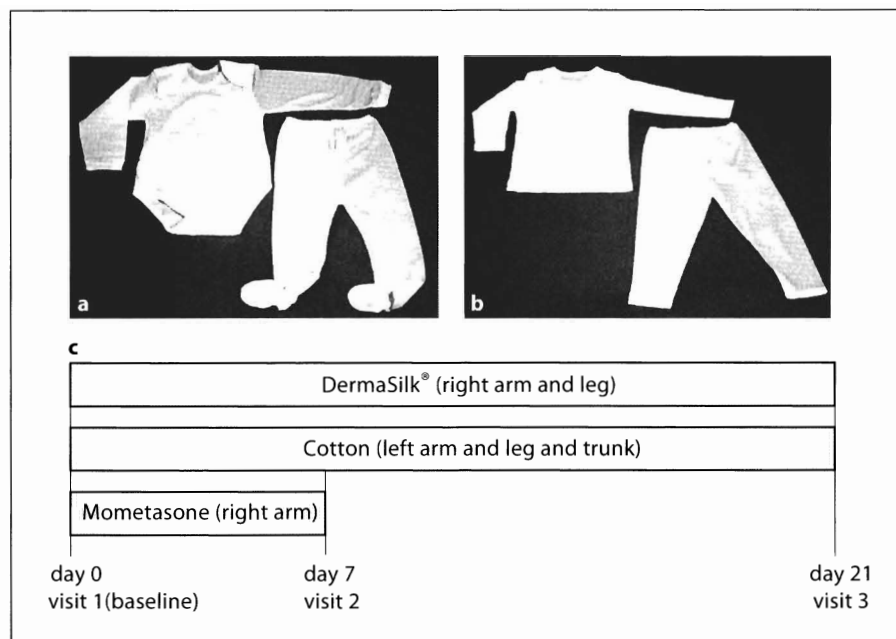 a
b
c
DermaSilk® (right arm and leg)
Cotton (left arm and leg and trunk)
Mometasone (right arm)
day 0
visit 1(baseline)
day 7
visit 2
day 21
visit 3